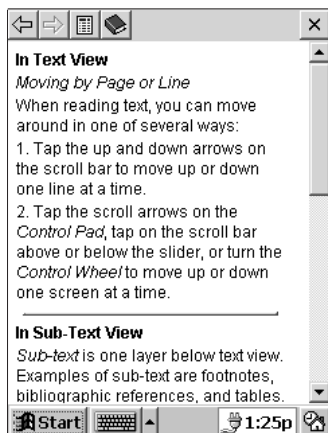 In Text View
Moving by Page or Line
When reading text, you can move
around in one of several ways:
1. Tap the up and down arrows on
the scroll bar to move up or down
one line at a time.
2. Tap the scroll arrows on the
Control Pad, tap on the scroll bar
above or below the slider, or turn the
Control Wheel to move up or down
one screen at a time.
In Sub-Text View
Sub-text is one layer below text view.
Examples of sub-text are footnotes,
bibliographic references, and tables.
Start 1:25p